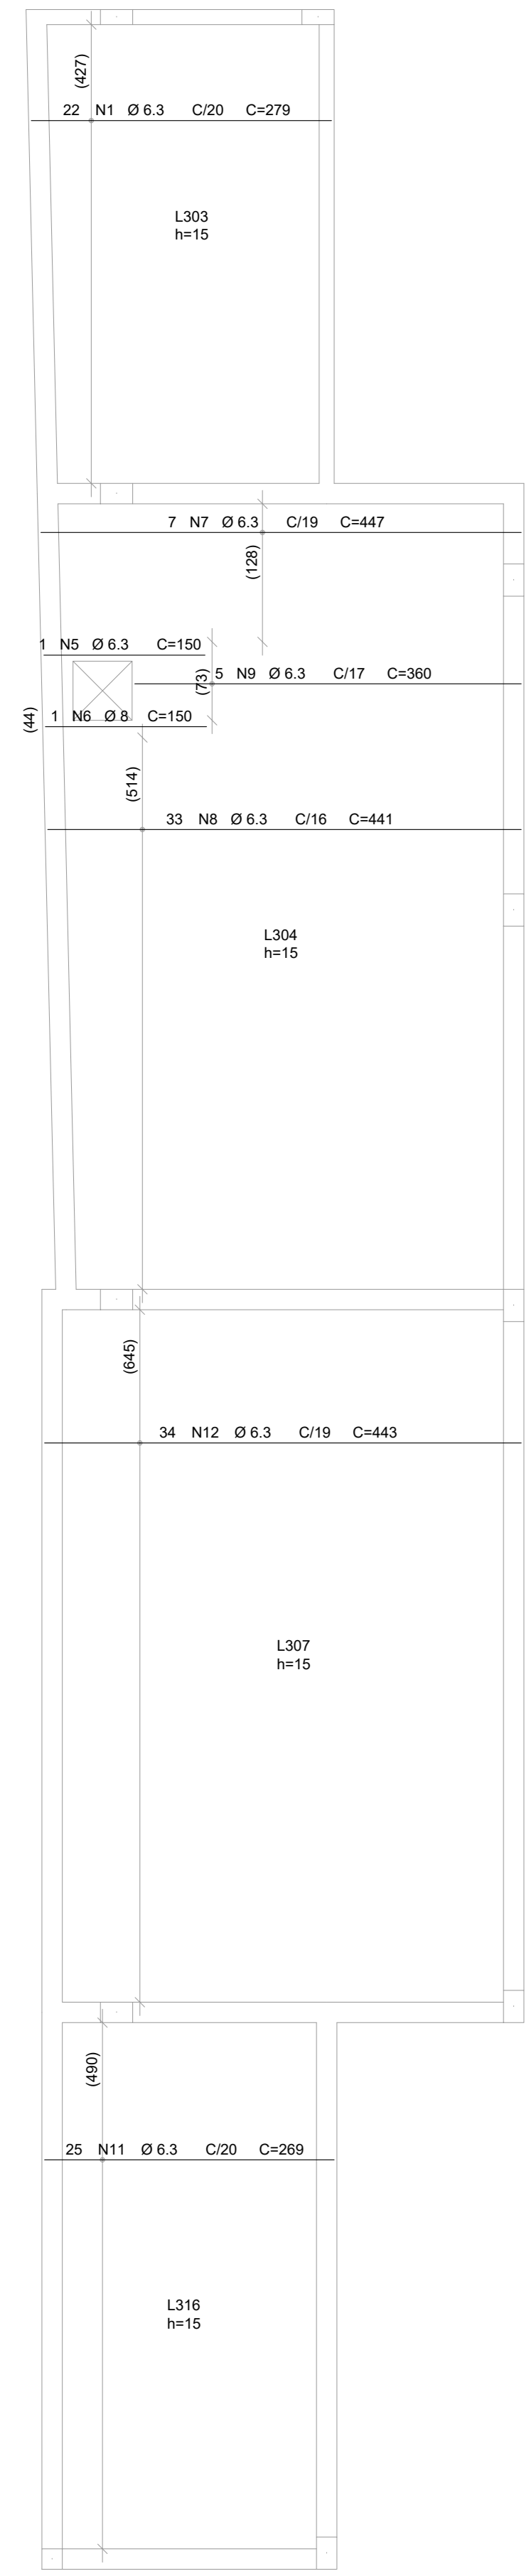 (427)
22 N1 Ø 6.3 C/20 C=279
L303
h=15
7 N7 Ø 6.3 C/19 C=447
(128)
1 N5 Ø 6.3 C=150
(73)
5 N9 Ø 6.3 C/17 C=360
(44)
1 N6 Ø 8 C=150
(514)
33 N8 Ø 6.3 C/16 C=441
L304
h=15
(645)
34 N12 Ø 6.3 C/19 C=443
L307
h=15
(490)
25 N11 Ø 6.3 C/20 C=269
L316
h=15